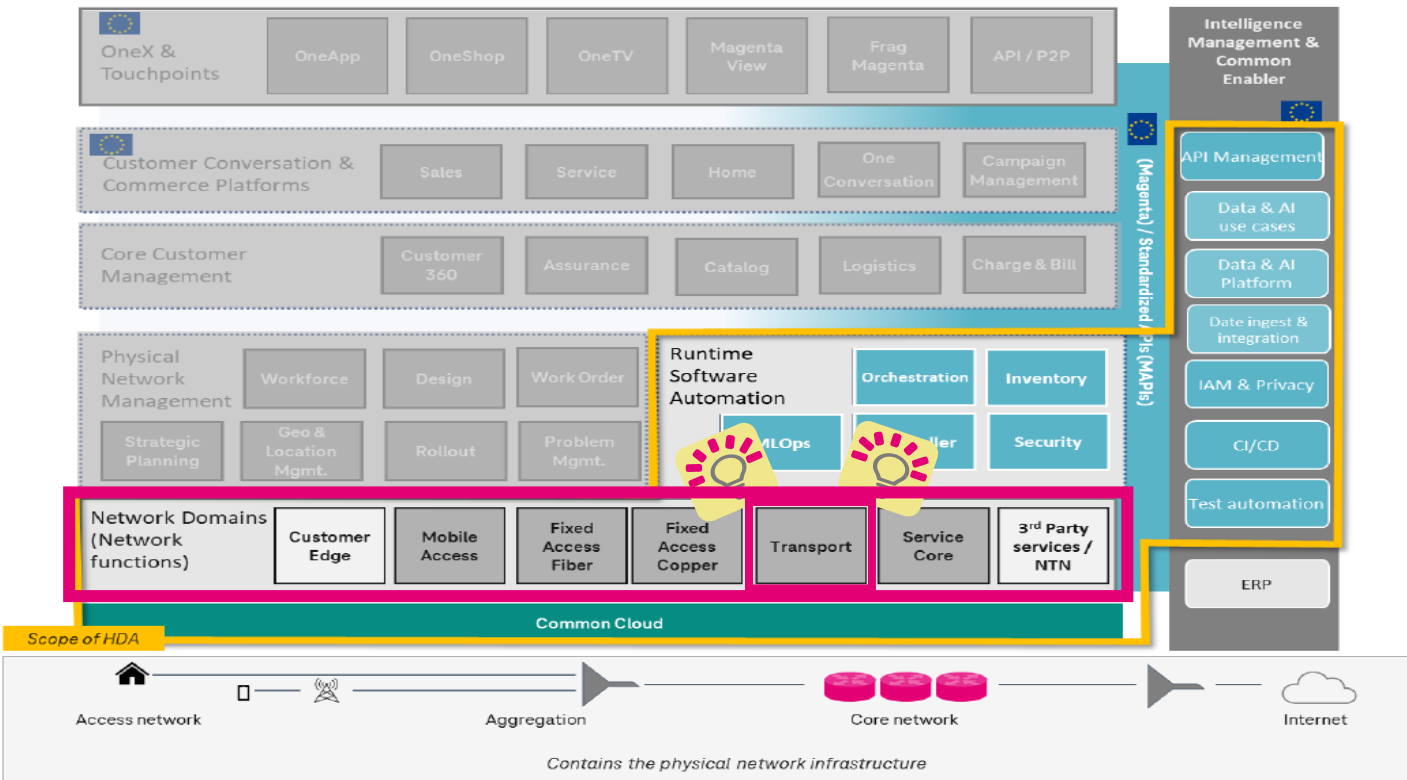 OneX &
Touchpoints
OneApp
OneShop
OneTV
Magenta
View
Frag
Magenta
API / P2P
Intelligence
Management &
Common
Enabler
Customer Conversation &
Commerce Platforms
Sales
Service
Home
One
Conversation
Campaign
Management
Core Customer
Management
Customer
360
Assurance
Catalog
Logistics
Charge & Bill
(Magenta) / Standardized APIs (MAPIs)
API Management
Data & AI
use cases
Data & AI
Platform
Date ingest &
integration
IAM & Privacy
CI/CD
Test automation
ERP
Physical
Network
Management
Workforce
Design
Work Order
Strategic
Planning
Geo &
Location
Mgmt.
Rollout
Problem
Mgmt.
Runtime
Software
Automation
Orchestration
Inventory
MLOps
ller
Security
Network Domains
(Network
functions)
Customer
Edge
Mobile
Access
Fixed
Access
Fiber
Fixed
Access
Copper
Transport
Service
Core
3rd Party
services /
NTN
Common Cloud
Scope of HDA
Access network
Aggregation
Core network
Internet
Contains the physical network infrastructure